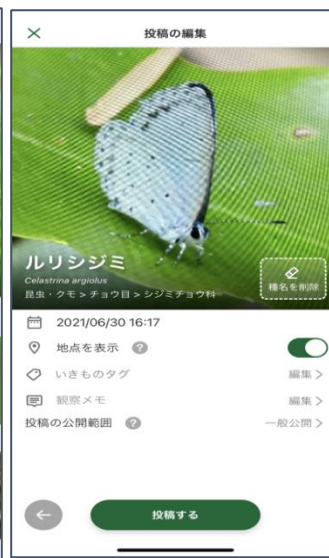 投稿の編集
ルリシジミ
Celastrina argiolus
昆虫・クモ > チョウ目 > シジミチョウ科
種名を削除
2021/06/30 16:17
地点を表示 ?
いきものタグ 編集 >
観察メモ 編集 >
投稿の公開範囲 ? 一般公開 >
投稿する